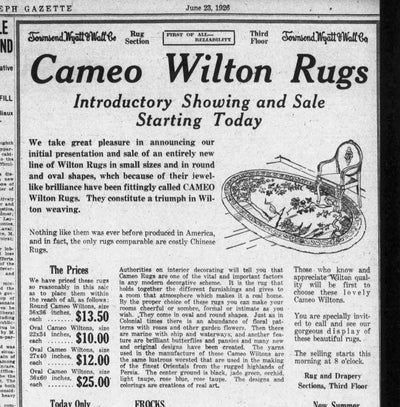 EPH GAZETTE
June 23, 1926
Townsend, Wyatt & Wall Co
Rug
Section
FIRST OF ALL—
RELIABILITY
Third
Floor
Townsend, Wyatt & Wall Co
Cameo Wilton Rugs
Introductory Showing and Sale
Starting Today
We take great pleasure in announcing our
initial presentation and sale of an entirely new
line of Wilton Rugs in small sizes and in round
and oval shapes, whch because of their jewel-
like brilliance have been fittingly called CAMEO
Wilton Rugs. They constitute a triumph in Wil-
ton weaving.
Nothing like them was ever before produced in America,
and in fact, the only rugs comparable are costly Chinese
Rugs.
The Prices
We have priced these rugs
so reasonably in this sale
as to place them within
the reach of all, as follows:
Round Cameo Wiltons, size
36x36 inches,
each $13.50
Oval Cameo Wiltons, size
22x34 inches,
each $10.00
Oval Cameo Wiltons, size
27x40 inches,
each $12.00
Oval Cameo Wiltons, size
36x60 inches,
each $25.00
Authorities on interior decorating will tell you that
Cameo Rugs are one of the vital and important factors
in any modern decorative scheme. It is the rug that
holds together the different furnishings and gives to
a room that atmosphere which makes it a real home.
By the proper choice of these rugs you can make your
rooms cheerful or sombre, formal or intimate as you
wish. They come in oval and round shapes. Just as in
Colonial times there is an abundance of floral pat-
terns with roses and other garden flowers. Then there
are marine with ship and waterways, and another fea-
ture are brilliant butterflies and pansies and many new
and original designs have been created. The yarns
used in the manufacture of these Cameo Wiltons are
the same lustrous worsted that are used in the making
of the finest Orientals from the rugged highlands of
Persia. The center ground is black, jade green, orchid,
light taupe, rose blue, rose taupe. The designs and
colorings are creations of real art.
Those who know and
appreciate Wilton qual-
ity will be first to
choose these lovely
Cameo Wiltons.
You are specially invit-
ed to call and see our
gorgeous display of
these beautiful rugs.
The selling starts this
morning at 8 o'clock.
Rug and Drapery
Sections, Third Floor
Today Only
FROCKS
New Summer